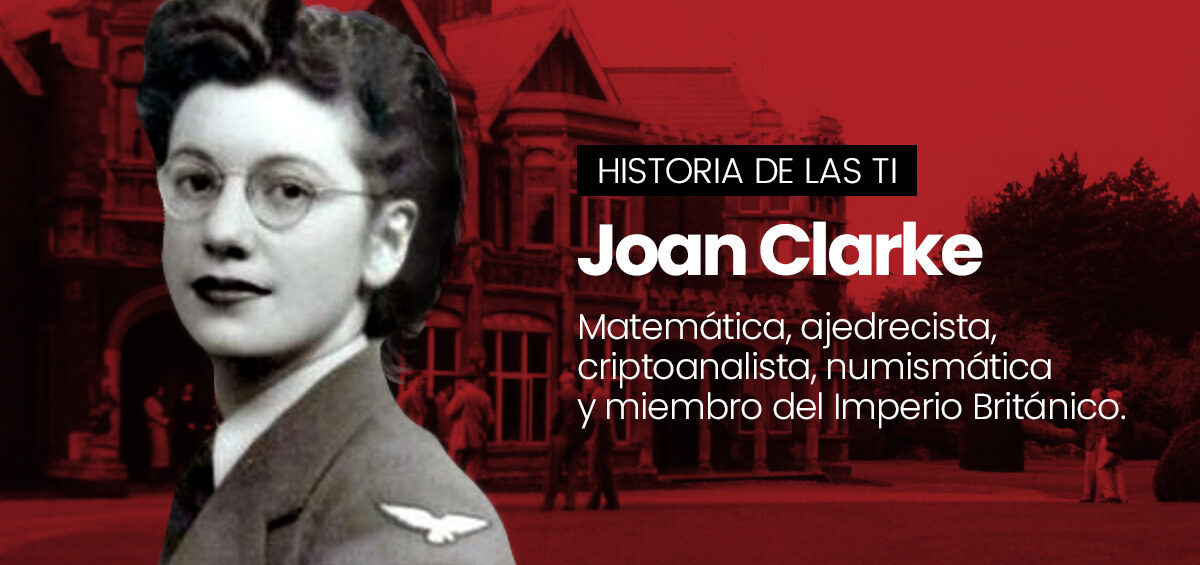 HISTORIA DE LAS TI
Joan Clarke
Matemática, ajedrecista,
criptoanalista, numismática
y miembro del Imperio Británico.